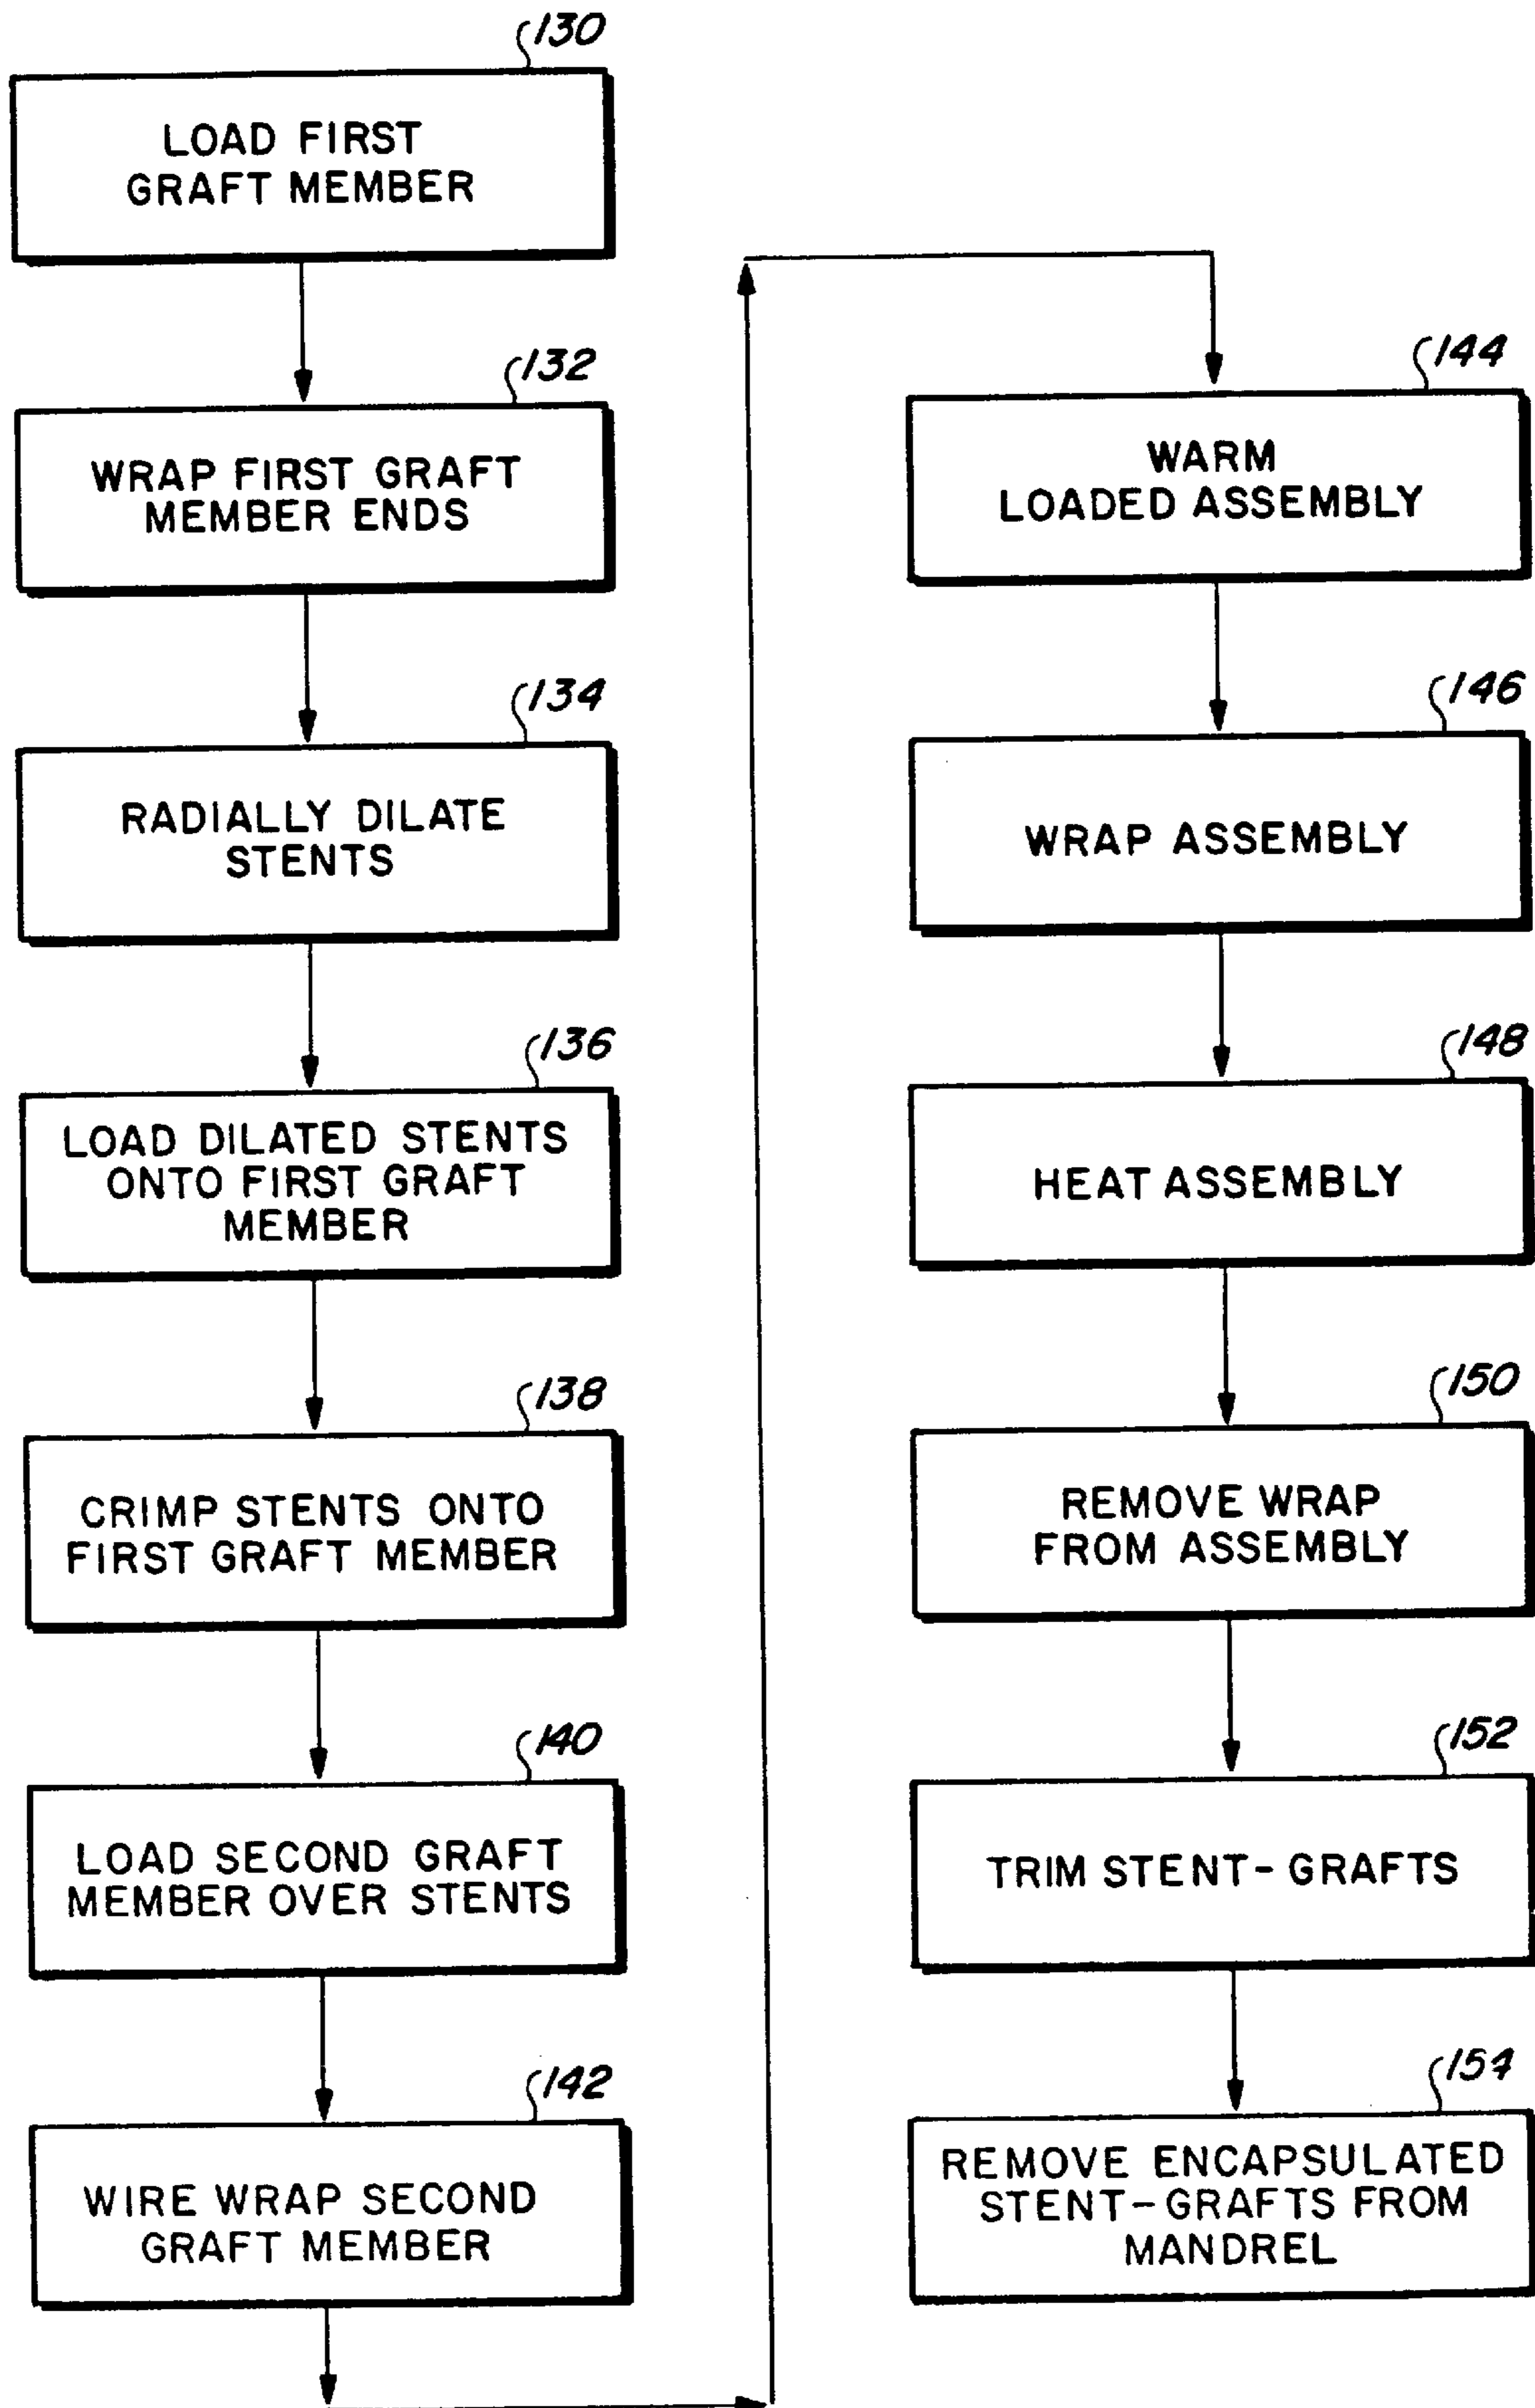 130
LOAD FIRST
GRAFT MEMBER
132
WRAP FIRST GRAFT
MEMBER ENDS
134
RADIALLY DILATE
STENTS
136
LOAD DILATED STENTS
ONTO FIRST GRAFT
MEMBER
138
CRIMP STENTS ONTO
FIRST GRAFT MEMBER
140
LOAD SECOND GRAFT
MEMBER OVER STENTS
142
WIRE WRAP SECOND
GRAFT MEMBER
144
WARM
LOADED ASSEMBLY
146
WRAP ASSEMBLY
148
HEAT ASSEMBLY
150
REMOVE WRAP
FROM ASSEMBLY
152
TRIM STENT-GRAFTS
154
REMOVE ENCAPSULATED
STENT-GRAFTS FROM
MANDREL